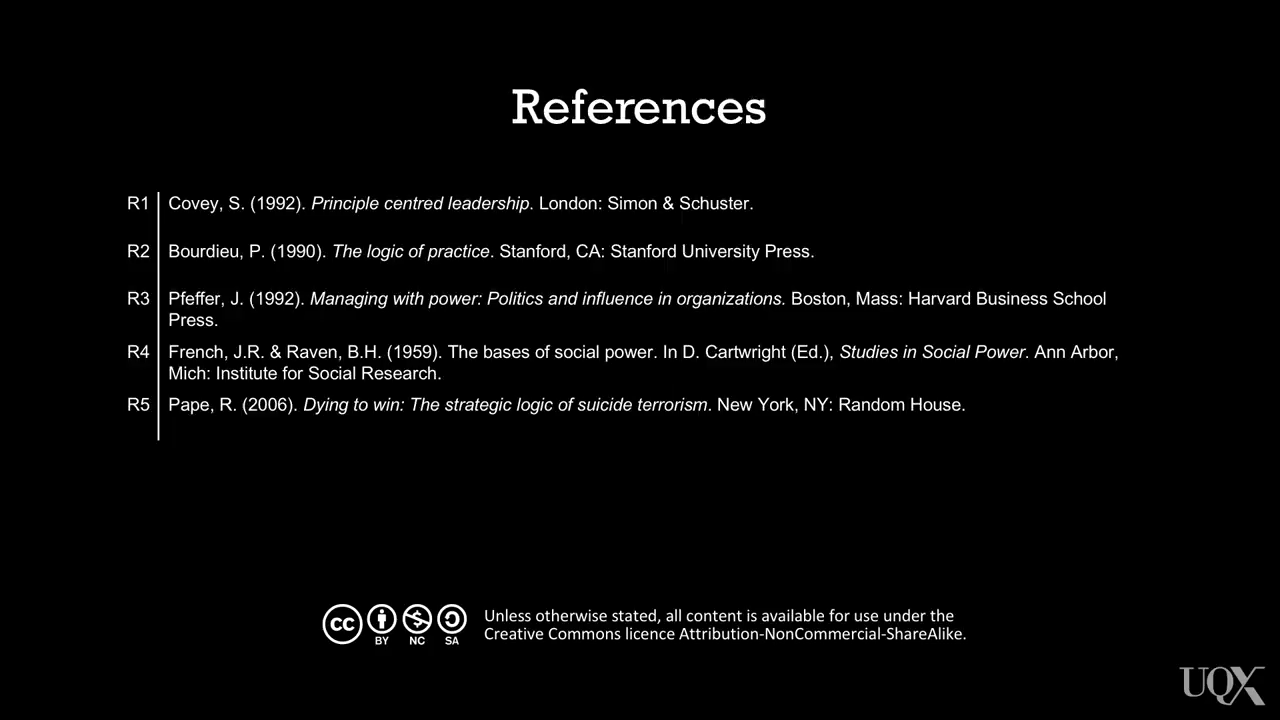 References
R1 Covey, S. (1992). Principle centred leadership. London: Simon & Schuster.
R2 Bourdieu, P. (1990). The logic of practice. Stanford, CA: Stanford University Press.
R3 Pfeffer, J. (1992). Managing with power: Politics and influence in organizations. Boston, Mass: Harvard Business School
Press.
R4 French, J.R. & Raven, B.H. (1959). The bases of social power. In D. Cartwright (Ed.), Studies in Social Power. Ann Arbor,
Mich: Institute for Social Research.
R5 Pape, R. (2006). Dying to win: The strategic logic of suicide terrorism. New York, NY: Random House.
cc BY NC SA
Unless otherwise stated, all content is available for use under the
Creative Commons licence Attribution-NonCommercial-ShareAlike.
UQX